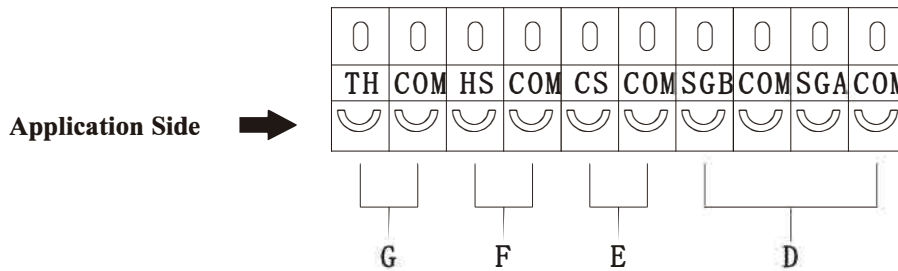 TH COM HS COM CS COM SGB COM SGA COM
Application Side
G F E D